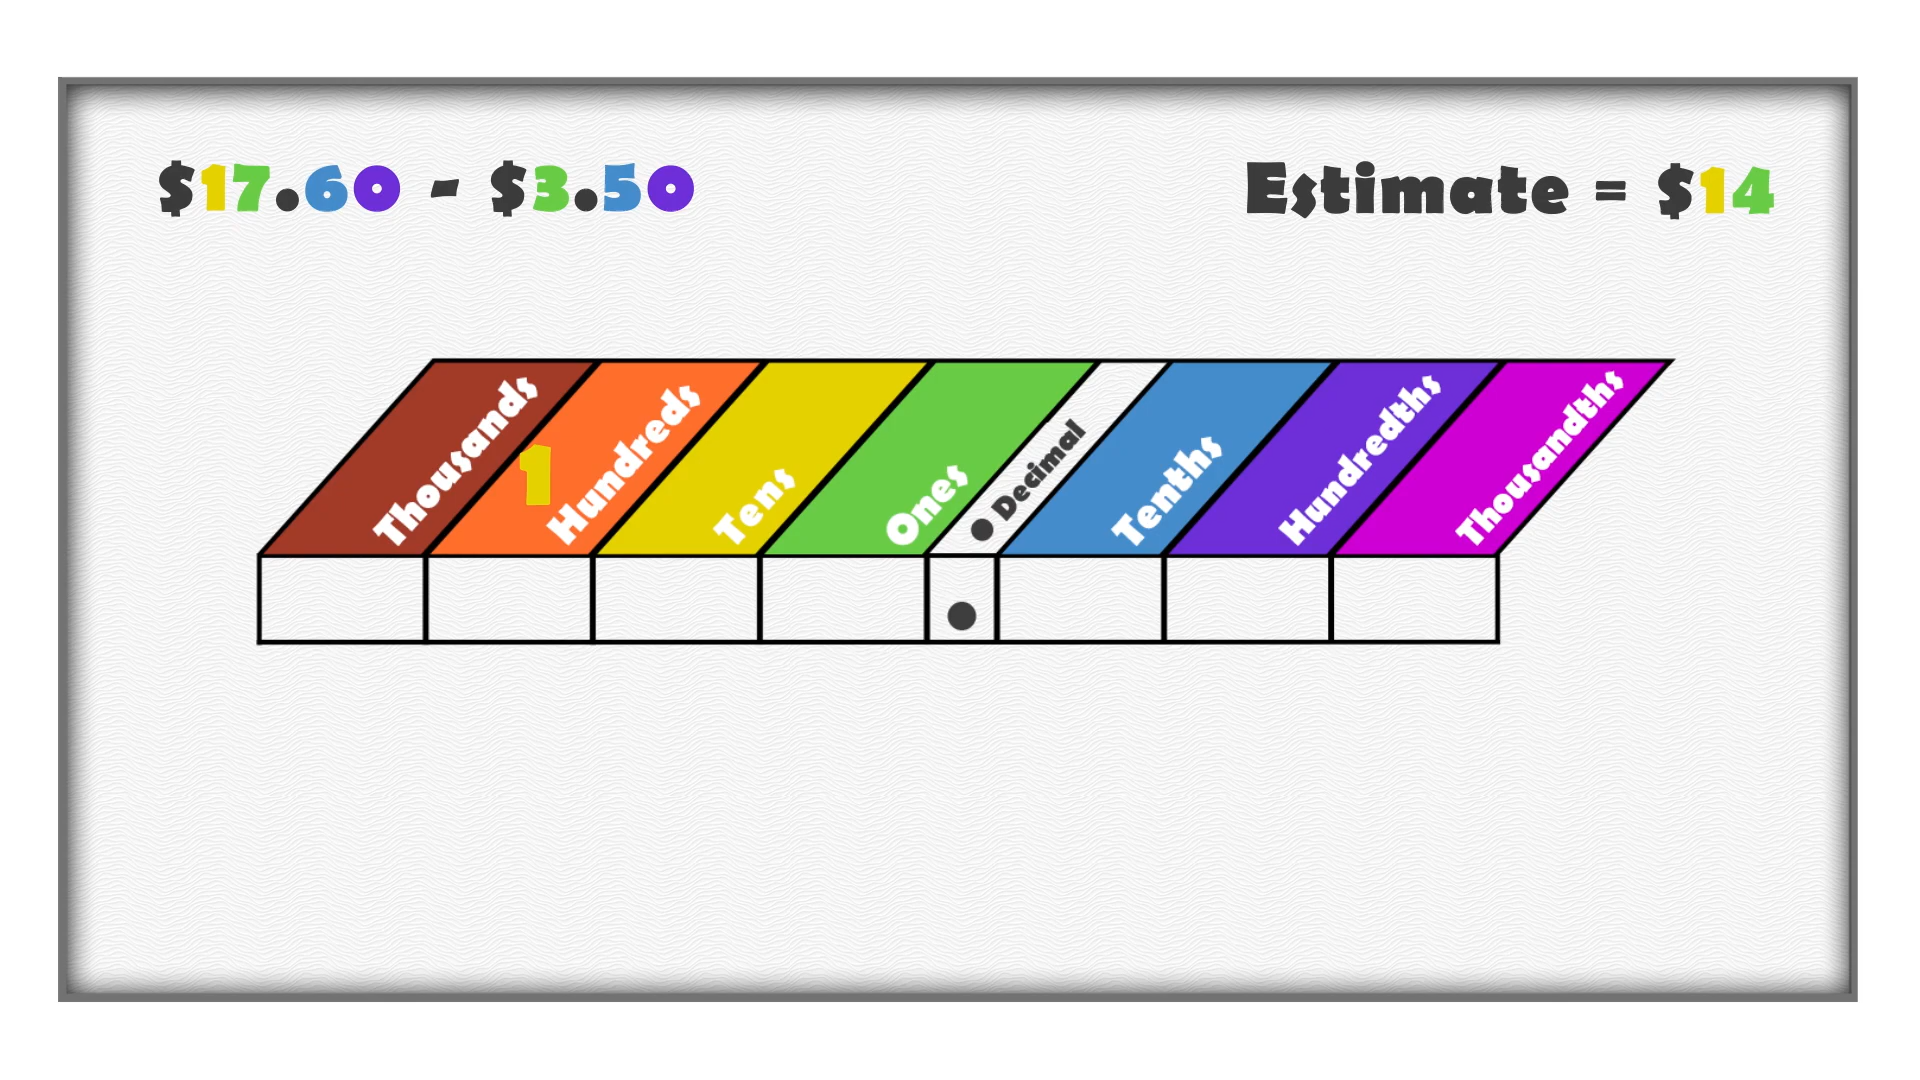 $17.60 - $3.50
Estimate = $14
Thousands
1
Hundreds
Tens
Ones
● Decimal
Tenths
Hundredths
Thousandths
●